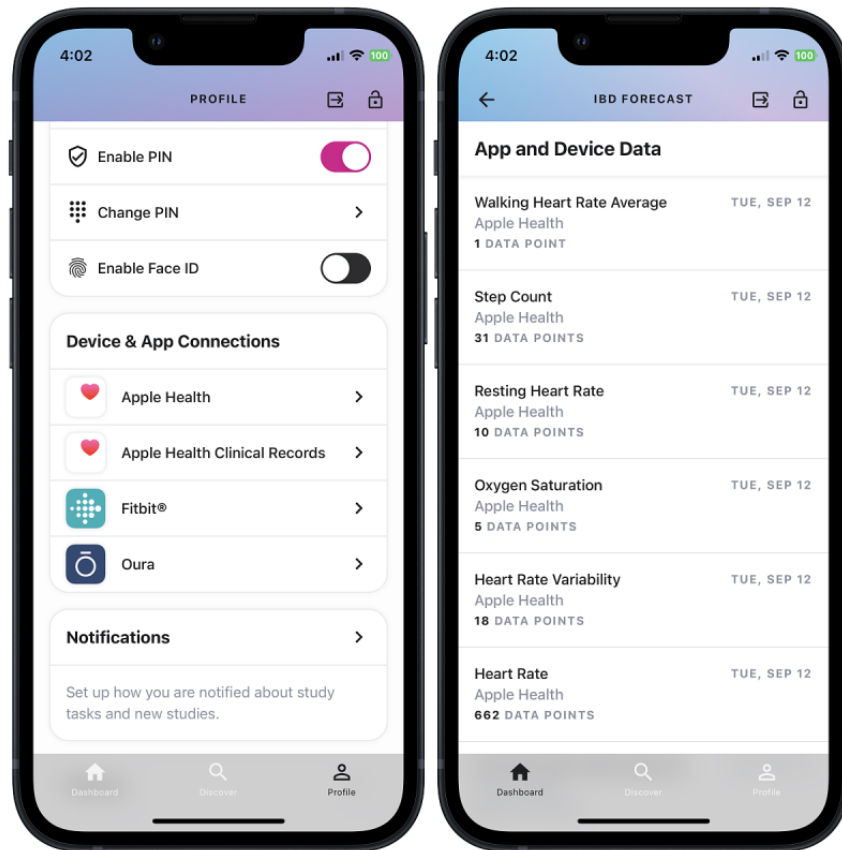 4:02
100
PROFILE
Enable PIN
Change PIN
Enable Face ID
Device & App Connections
Apple Health
Apple Health Clinical Records
Fitbit®
Oura
Notifications
Set up how you are notified about study
tasks and new studies.
Dashboard
Discover
Profile
4:02
100
IBD FORECAST
App and Device Data
Walking Heart Rate Average TUE, SEP 12
Apple Health
1 DATA POINT
Step Count TUE, SEP 12
Apple Health
31 DATA POINTS
Resting Heart Rate TUE, SEP 12
Apple Health
10 DATA POINTS
Oxygen Saturation TUE, SEP 12
Apple Health
5 DATA POINTS
Heart Rate Variability TUE, SEP 12
Apple Health
18 DATA POINTS
Heart Rate TUE, SEP 12
Apple Health
662 DATA POINTS
Dashboard
Discover
Profile